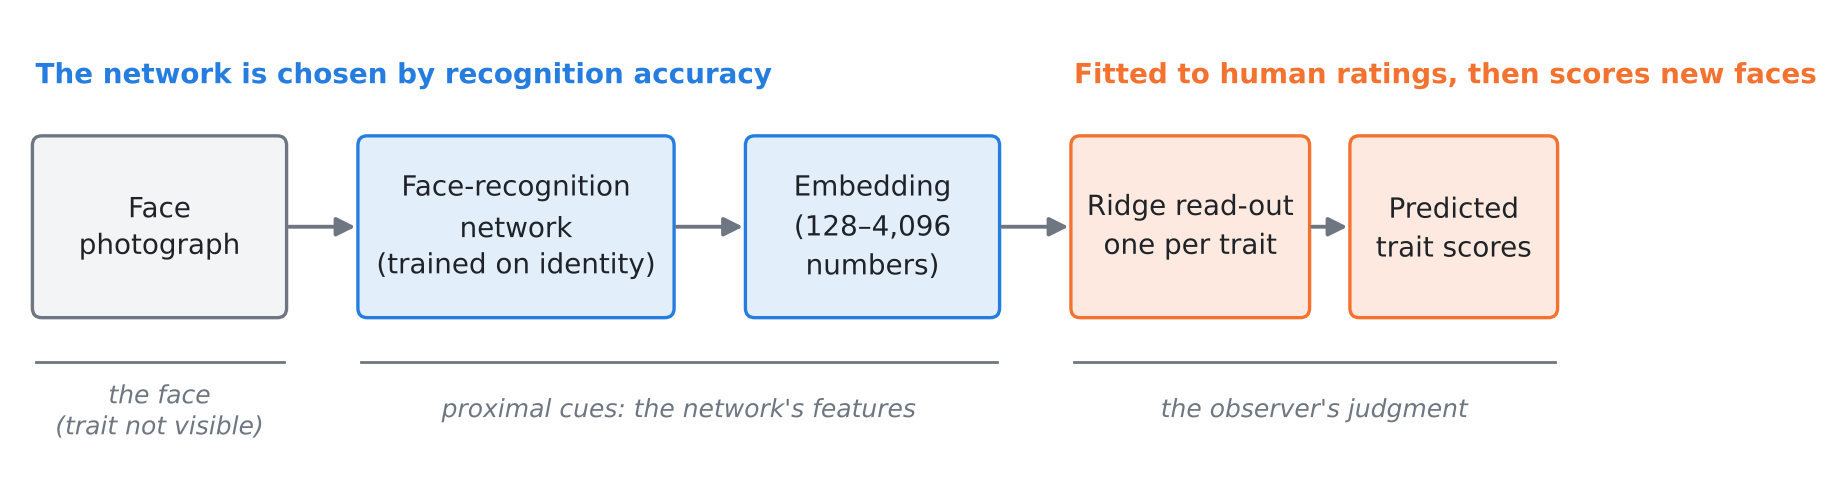 The network is chosen by recognition accuracy
Fitted to human ratings, then scores new faces
Face
photograph
Face-recognition
network
(trained on identity)
Embedding
(128–4,096
numbers)
Ridge read-out
one per trait
Predicted
trait scores
the face
(trait not visible)
proximal cues: the network's features
the observer's judgment